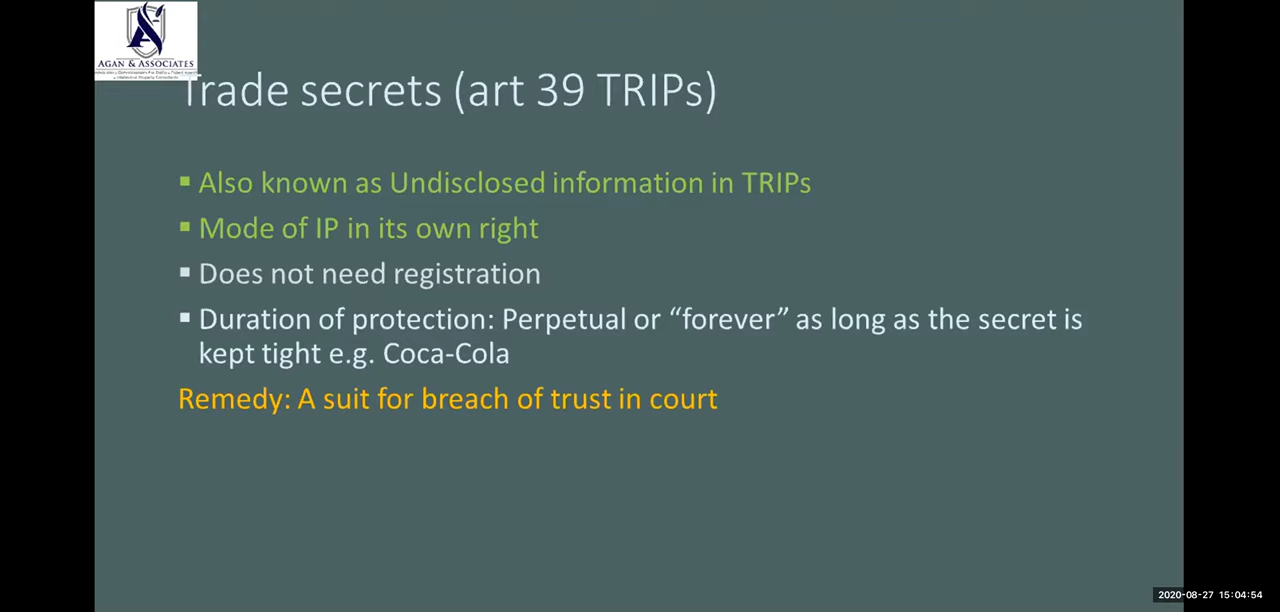 AGAN & ASSOCIATES
Trade secrets (art 39 TRIPs)
▪ Also known as Undisclosed information in TRIPs
▪ Mode of IP in its own right
▪ Does not need registration
▪ Duration of protection: Perpetual or “forever” as long as the secret is
kept tight e.g. Coca-Cola
Remedy: A suit for breach of trust in court
2020-08-27 15:04:54